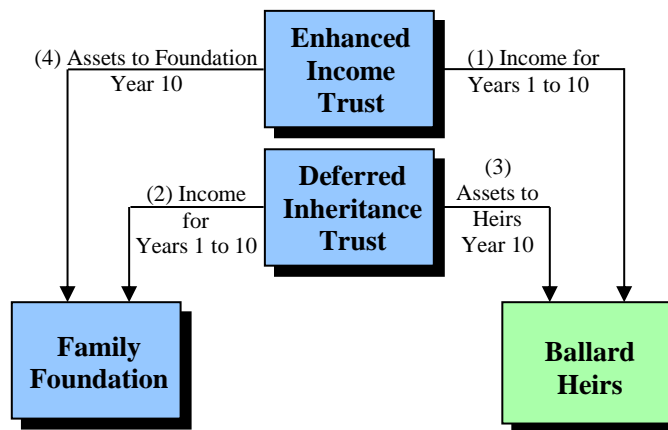 Enhanced
Income
Trust
(4) Assets to Foundation
Year 10
(1) Income for
Years 1 to 10
Deferred
Inheritance
Trust
(2) Income
for
Years 1 to 10
(3)
Assets to
Heirs
Year 10
Family
Foundation
Ballard
Heirs